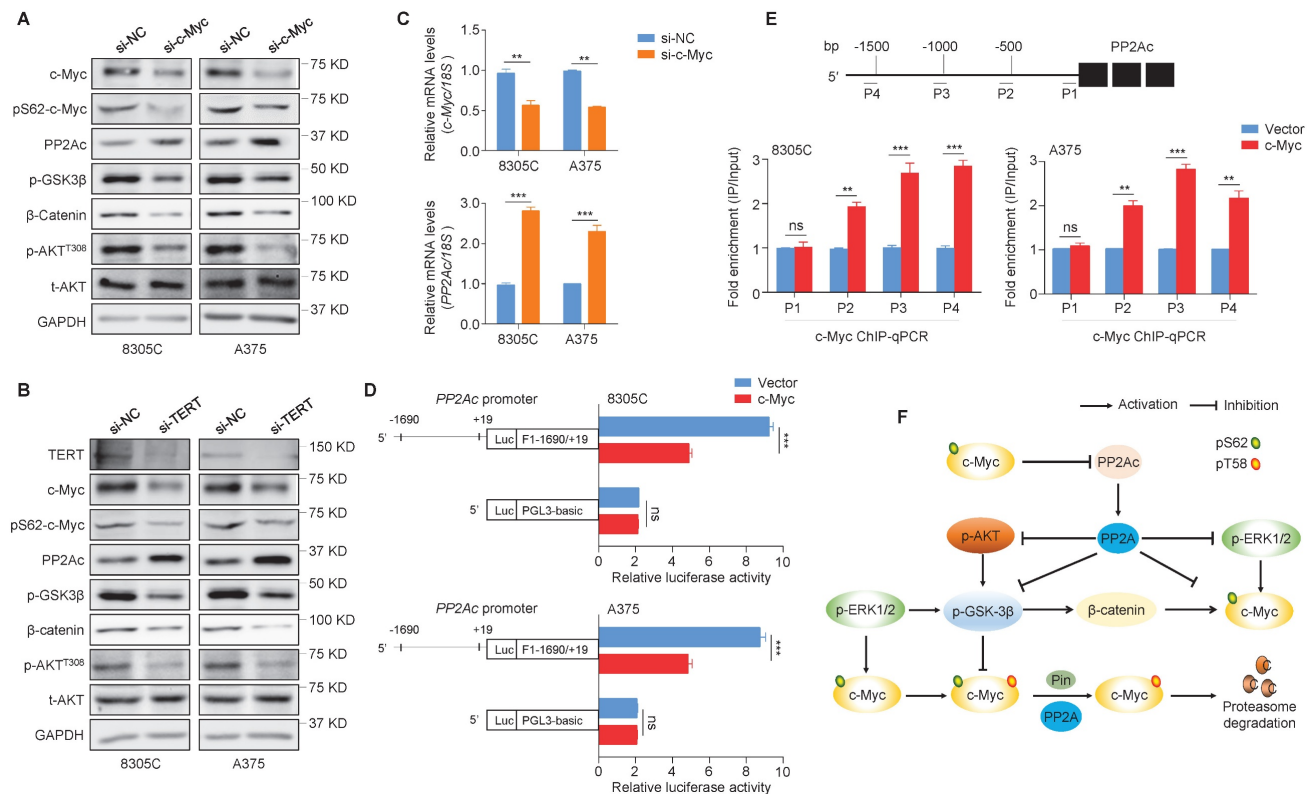 A
si-NC si-c-Myc si-NC si-c-Myc
c-Myc 75 KD
pS62-c-Myc 75 KD
PP2Ac 37 KD
p-GSK3β 50 KD
β-Catenin 100 KD
p-AKTT308 75 KD
t-AKT 75 KD
GAPDH 37 KD
8305C A375
B
si-NC si-TERT si-NC si-TERT
TERT 150 KD
c-Myc 75 KD
pS62-c-Myc 75 KD
PP2Ac 37 KD
p-GSK3β 50 KD
β-catenin 100 KD
p-AKTT308 75 KD
t-AKT 75 KD
GAPDH 37 KD
8305C A375
C
si-NC
si-c-Myc
Relative mRNA levels
(c-Myc/18S)
1.5
1.0
0.5
0.0
** **
8305C A375
Relative mRNA levels
(PP2Ac/18S)
3.0
2.0
1.0
0.0
*** ***
8305C A375
D
Vector
c-Myc
PP2Ac promoter 8305C
-1690 +19
5′ Luc F1-1690/+19 ***
5′ Luc PGL3-basic ns
0 2 4 6 8 10
Relative luciferase activity
PP2Ac promoter A375
-1690 +19
5′ Luc F1-1690/+19 ***
5′ Luc PGL3-basic ns
0 2 4 6 8 10
Relative luciferase activity
E
bp -1500 -1000 -500 PP2Ac
5′
P4 P3 P2 P1
Vector
c-Myc
8305C
Fold enrichment (IP/Input)
3
2
1
0
ns ** *** ***
P1 P2 P3 P4
c-Myc ChIP-qPCR
A375
Fold enrichment (IP/Input)
3
2
1
0
ns ** *** **
P1 P2 P3 P4
c-Myc ChIP-qPCR
F
Activation Inhibition
pS62
pT58
c-Myc PP2Ac
p-AKT PP2A p-ERK1/2
p-ERK1/2 p-GSK-3β β-catenin c-Myc
c-Myc c-Myc Pin PP2A c-Myc
C C C
Proteasome
degradation